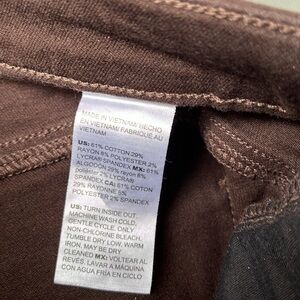 MADE IN VIETNAM/ HECHO
EN VIETNAM/ FABRIQUE AU
VIETNAM
US: 61% COTTON 29%
RAYON 8% POLYESTER 2%
LYCRA® SPANDEX MX: 61%
ALGODÓN 29% rayon 8%
poliéster 2% LYCRA®
SPANDEX CA: 61% COTON
29% RAYONNE 8%
POLYESTER 2% SPANDEX
US: TURN INSIDE OUT.
MACHINE WASH COLD,
GENTLE CYCLE. ONLY
NON-CHLORINE BLEACH.
TUMBLE DRY LOW. WARM
IRON. MAY BE DRY
CLEANED MX: VOLTEAR AL
REVÉS. LAVAR A MÁQUINA
CON AGUA FRÍA EN CICLO